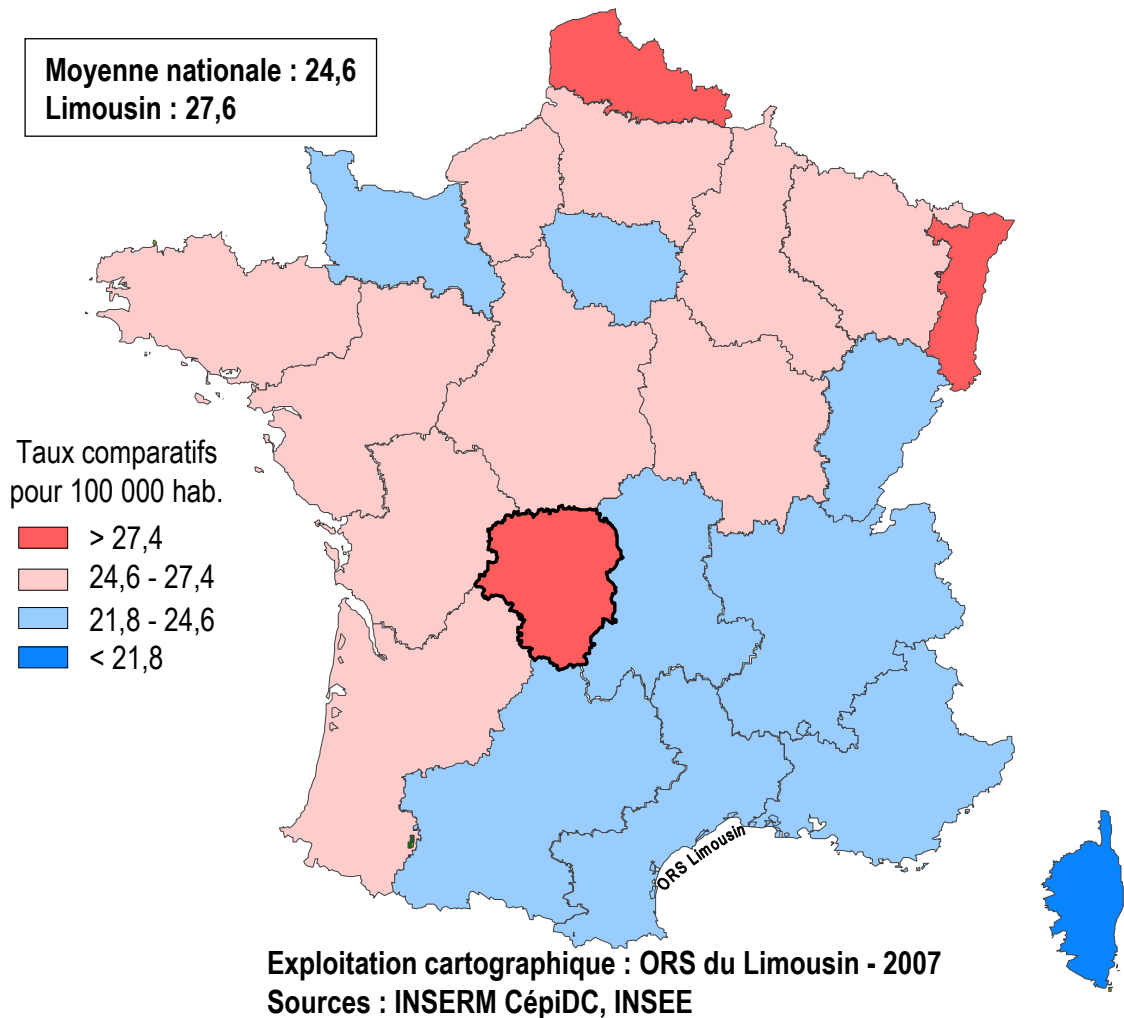 Moyenne nationale : 24,6
Limousin : 27,6
Taux comparatifs
pour 100 000 hab.
> 27,4
24,6 - 27,4
21,8 - 24,6
< 21,8
ORS Limousin
Exploitation cartographique : ORS du Limousin - 2007
Sources : INSERM CépiDC, INSEE